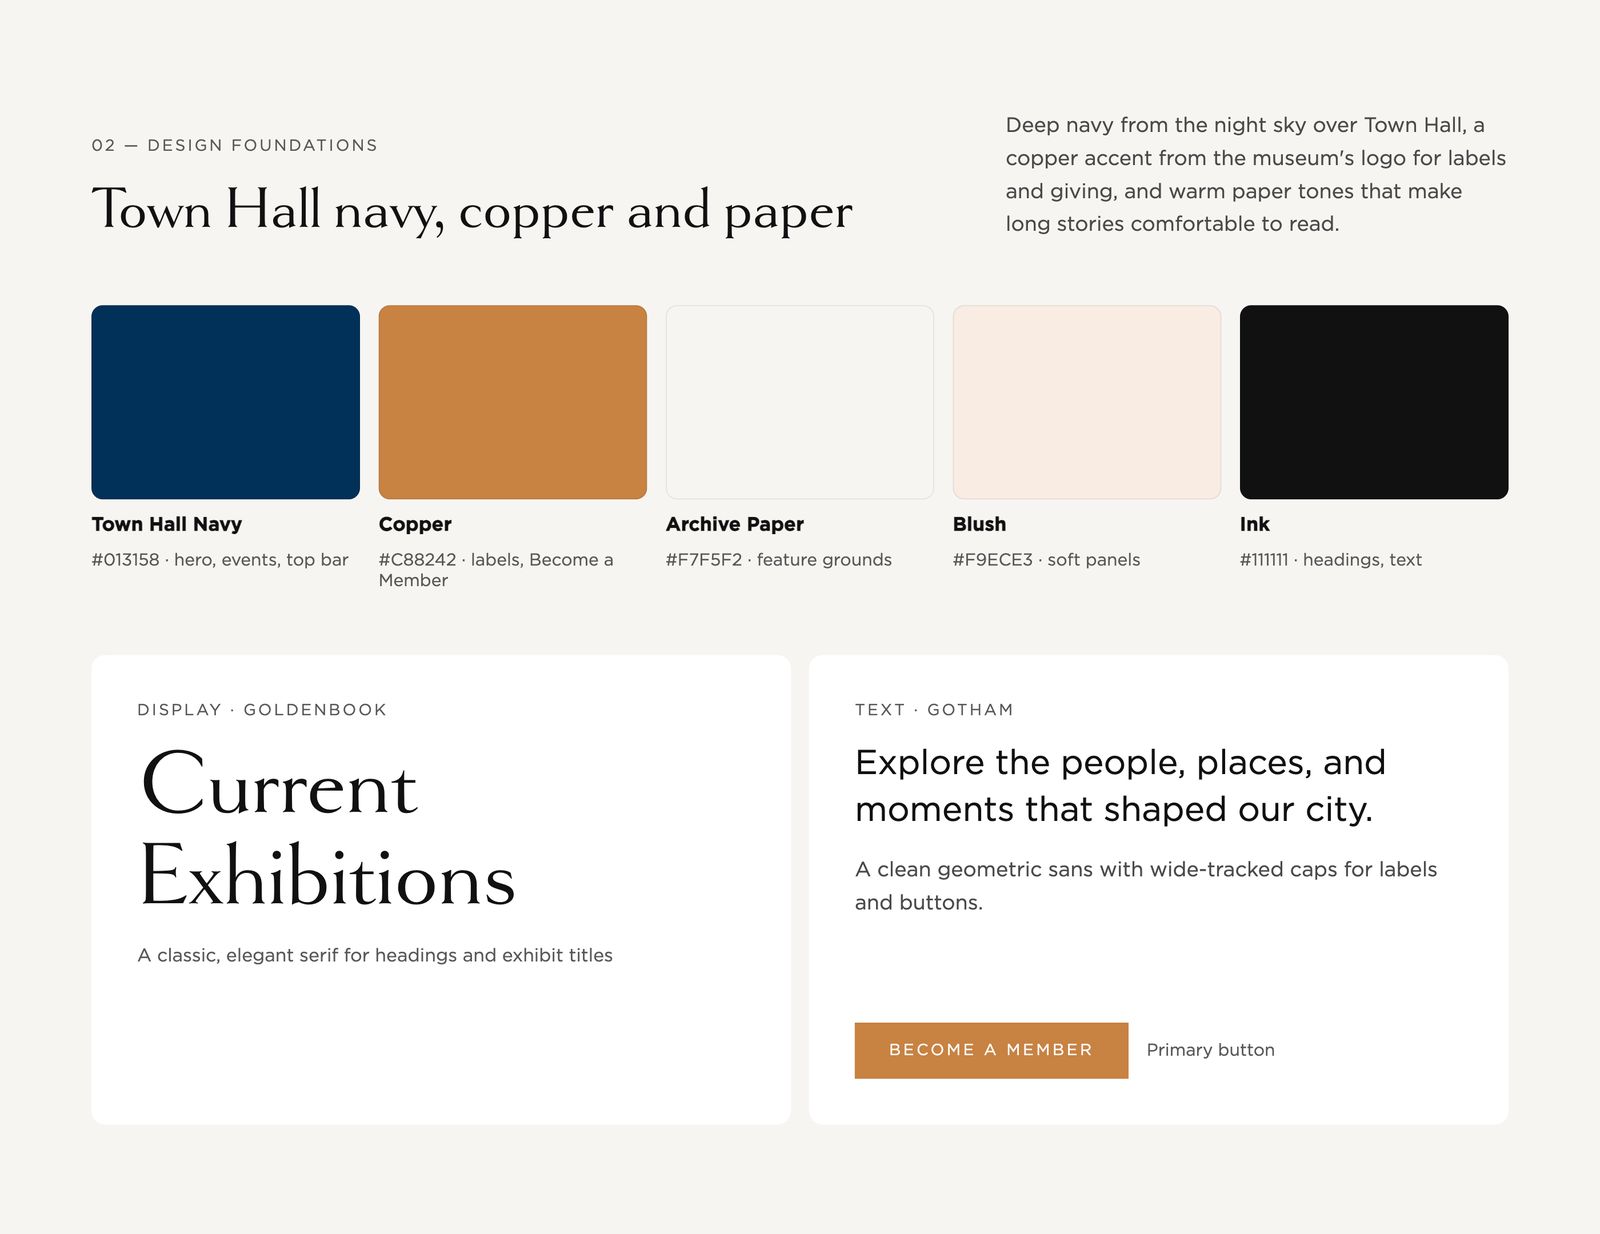 02 — DESIGN FOUNDATIONS
Town Hall navy, copper and paper
Deep navy from the night sky over Town Hall, a
copper accent from the museum's logo for labels
and giving, and warm paper tones that make
long stories comfortable to read.
Town Hall Navy
#013158 · hero, events, top bar
Copper
#C88242 · labels, Become a
Member
Archive Paper
#F7F5F2 · feature grounds
Blush
#F9ECE3 · soft panels
Ink
#111111 · headings, text
DISPLAY · GOLDENBOOK
Current
Exhibitions
A classic, elegant serif for headings and exhibit titles
TEXT · GOTHAM
Explore the people, places, and
moments that shaped our city.
A clean geometric sans with wide-tracked caps for labels
and buttons.
BECOME A MEMBER
Primary button